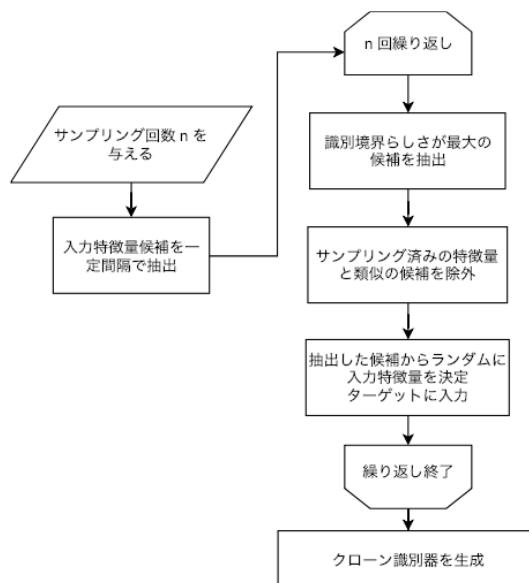 サンプリング回数 n を
与える
入力特徴量候補を一
定間隔で抽出
n 回繰り返し
識別境界らしさが最大の
候補を抽出
サンプリング済みの特徴量
と類似の候補を除外
抽出した候補からランダムに
入力特徴量を決定
ターゲットに入力
繰り返し終了
クローン識別器を生成